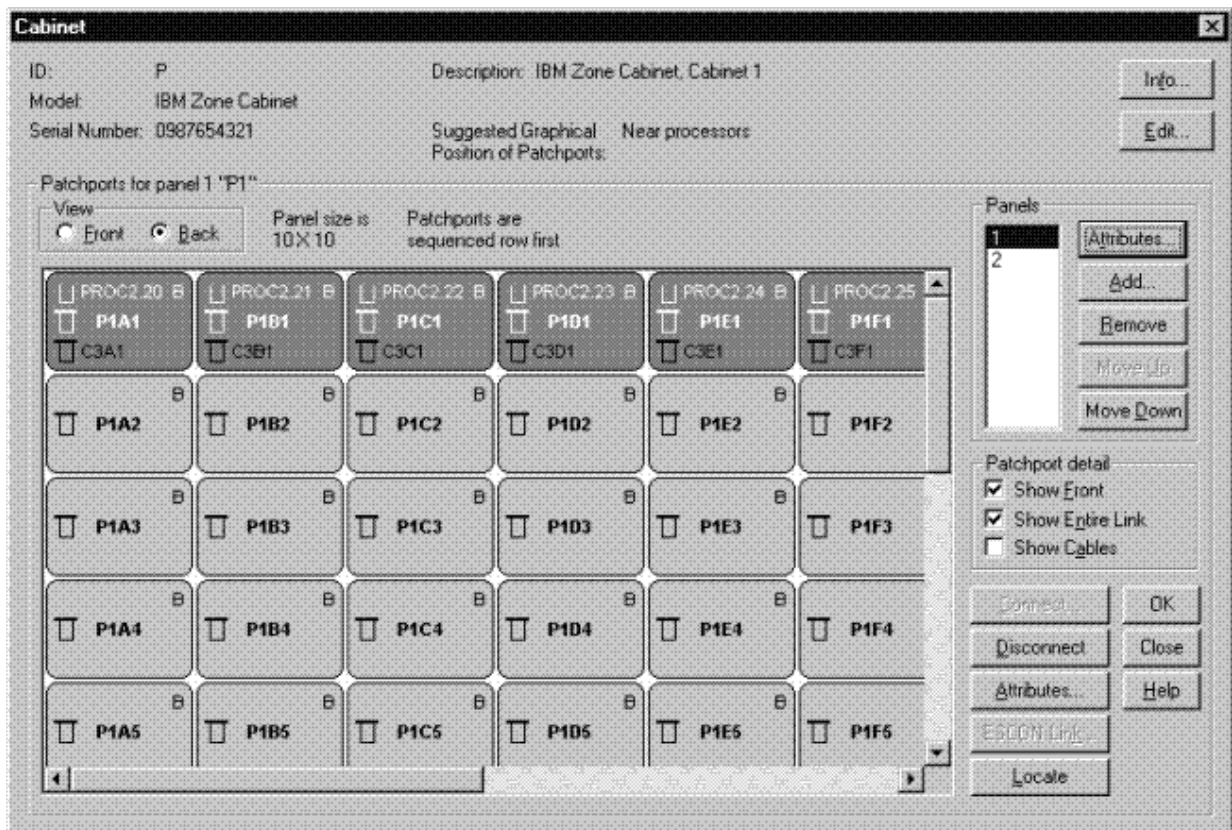 Cabinet
ID: P Description: IBM Zone Cabinet, Cabinet 1
Info...
Model: IBM Zone Cabinet
Serial Number: 0987654321 Suggested Graphical Near processors
Position of Patchports:
Edit...
Patchports for panel 1 "P1"
View
Front Back
Panel size is
10X10
Patchports are
sequenced row first
PROC2.20 B PROC2.21 B PROC2.22 B PROC2.23 B PROC2.24 B PROC2.25
P1A1 P1B1 P1C1 P1D1 P1E1 P1F1
C3A1 C3B1 C3C1 C3D1 C3E1 C3F1
B B B B B
P1A2 P1B2 P1C2 P1D2 P1E2 P1F2
B B B B B
P1A3 P1B3 P1C3 P1D3 P1E3 P1F3
B B B B B
P1A4 P1B4 P1C4 P1D4 P1E4 P1F4
B B B B B
P1A5 P1B5 P1C5 P1D5 P1E5 P1F5
Panels
1
2
Attributes...
Add...
Remove
Move Up
Move Down
Patchport detail
Show Front
Show Entire Link
Show Cables
Connect... OK
Disconnect Close
Attributes... Help
ESCON Link...
Locate